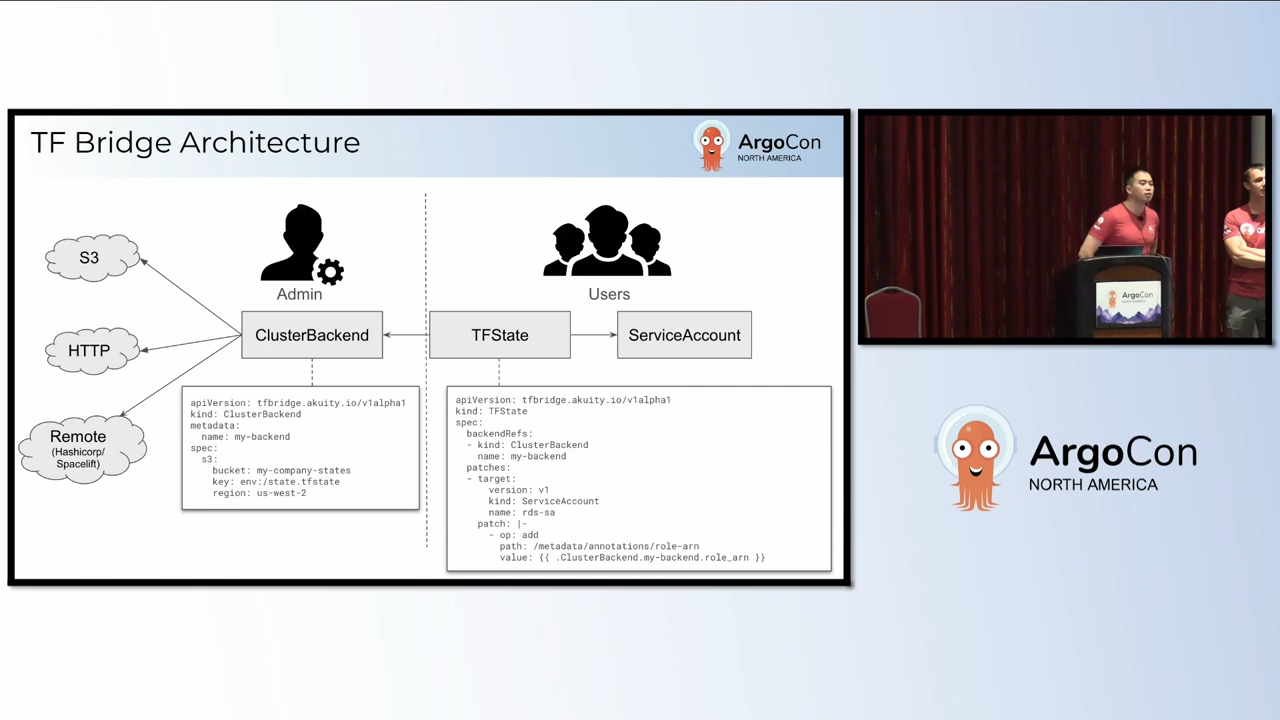 TF Bridge Architecture
ArgoCon
NORTH AMERICA
S3
HTTP
Remote
(Hashicorp/
Spacelift)
Admin
ClusterBackend
apiVersion: tfbridge.akuity.io/v1alpha1
kind: ClusterBackend
metadata:
  name: my-backend
spec:
  s3:
    bucket: my-company-states
    key: env:/state.tfstate
    region: us-west-2
Users
TFState
ServiceAccount
apiVersion: tfbridge.akuity.io/v1alpha1
kind: TFState
spec:
  backendRefs:
  - kind: ClusterBackend
    name: my-backend
  patches:
  - target:
      version: v1
      kind: ServiceAccount
      name: rds-sa
    patch: |-
      - op: add
        path: /metadata/annotations/role-arn
        value: {{ .ClusterBackend.my-backend.role_arn }}
ArgoCon
NORTH AMERICA
ArgoCon
NORTH AMERICA